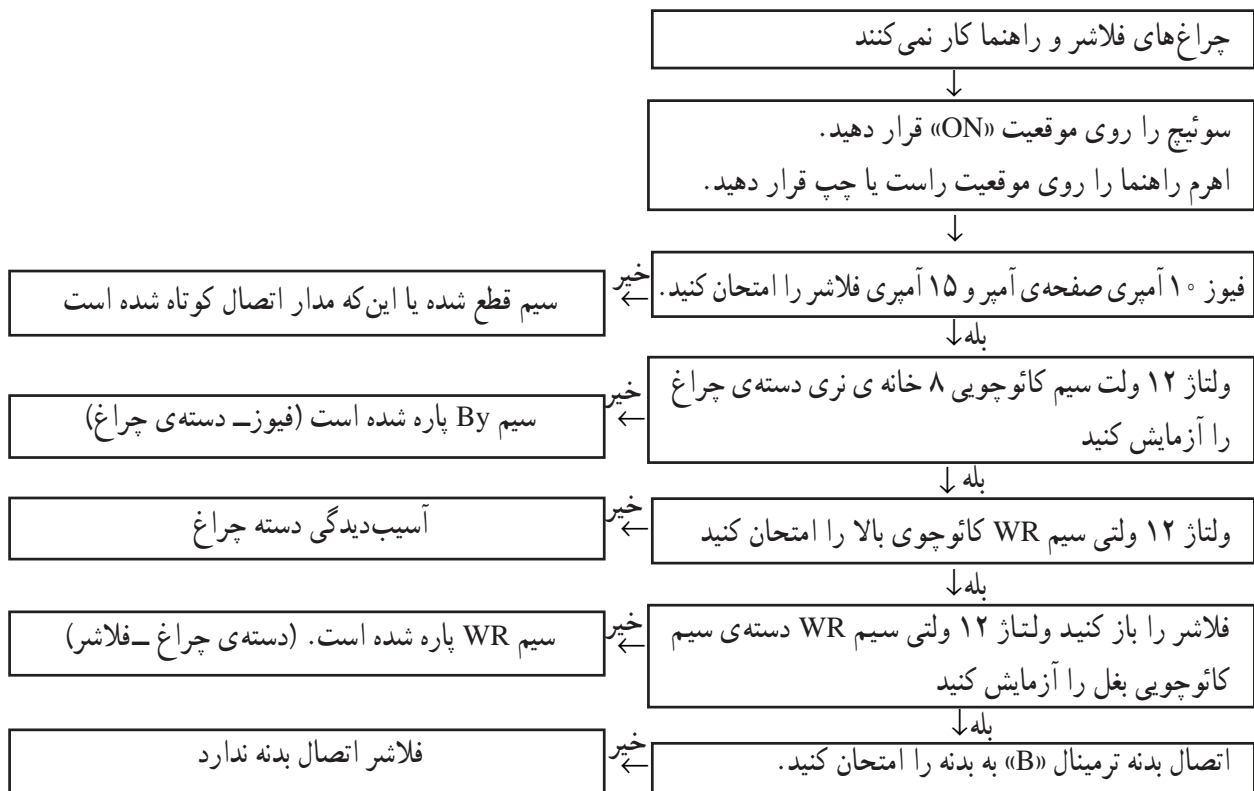 چراغ‌های فلاشر و راهنما کار نمی‌کنند
↓
سوئیچ را روی موقعیت «ON» قرار دهید.
اهرم راهنما را روی موقعیت راست یا چپ قرار دهید.
↓
فیوز ۱۰ آمپری صفحه‌ی آمپر و ۱۵ آمپری فلاشر را امتحان کنید.
خیر
←
سیم قطع شده یا این‌که مدار اتصال کوتاه شده است
بله↓
ولتاژ ۱۲ ولت سیم کائوچویی ۸ خانه ی نری دسته‌ی چراغ
را آزمایش کنید
خیر
←
سیم By پاره شده است (فیوز ــ دسته‌ی چراغ)
بله ↓
ولتاژ ۱۲ ولتی سیم WR کائوچوی بالا را امتحان کنید
خیر
←
آسیب‌دیدگی دسته چراغ
بله↓
فلاشر را باز کنید ولتاژ ۱۲ ولتی سیم WR دسته‌ی سیم
کائوچویی بغل را آزمایش کنید
خیر
←
سیم WR پاره شده است. (دسته‌ی چراغ ــ فلاشر)
بله↓
اتصال بدنه ترمینال «B» به بدنه را امتحان کنید.
خیر
←
فلاشر اتصال بدنه ندارد